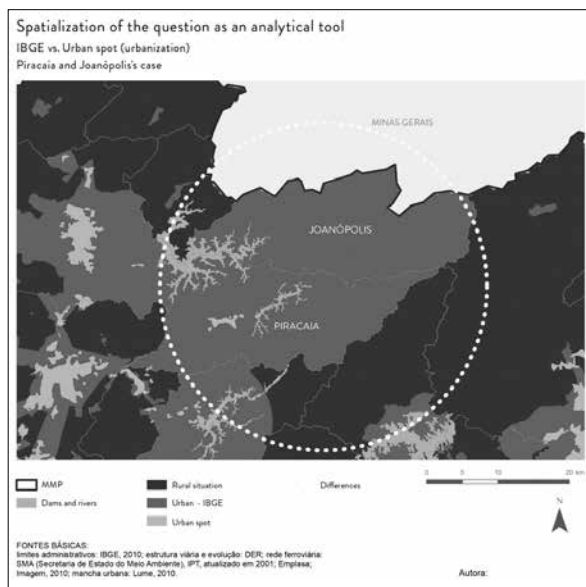 Spatialization of the question as an analytical tool
IBGE vs. Urban spot (urbanization)
Piracaia and Joanópolis's case
MINAS GERAIS
JOANÓPOLIS
PIRACAIA
MMP
Rural situation
Differences
0 5 10 20 km
Dams and rivers
Urban - IBGE
Urban spot
N
FONTES BÁSICAS:
limites administrativos: IBGE, 2010; estrutura viária e evolução: DER; rede ferroviária:
SMA (Secretaria de Estado do Meio Ambiente), IPT, atualizado em 2001; Emplasa;
Imagem, 2010; mancha urbana: Lume, 2010.
Autora: